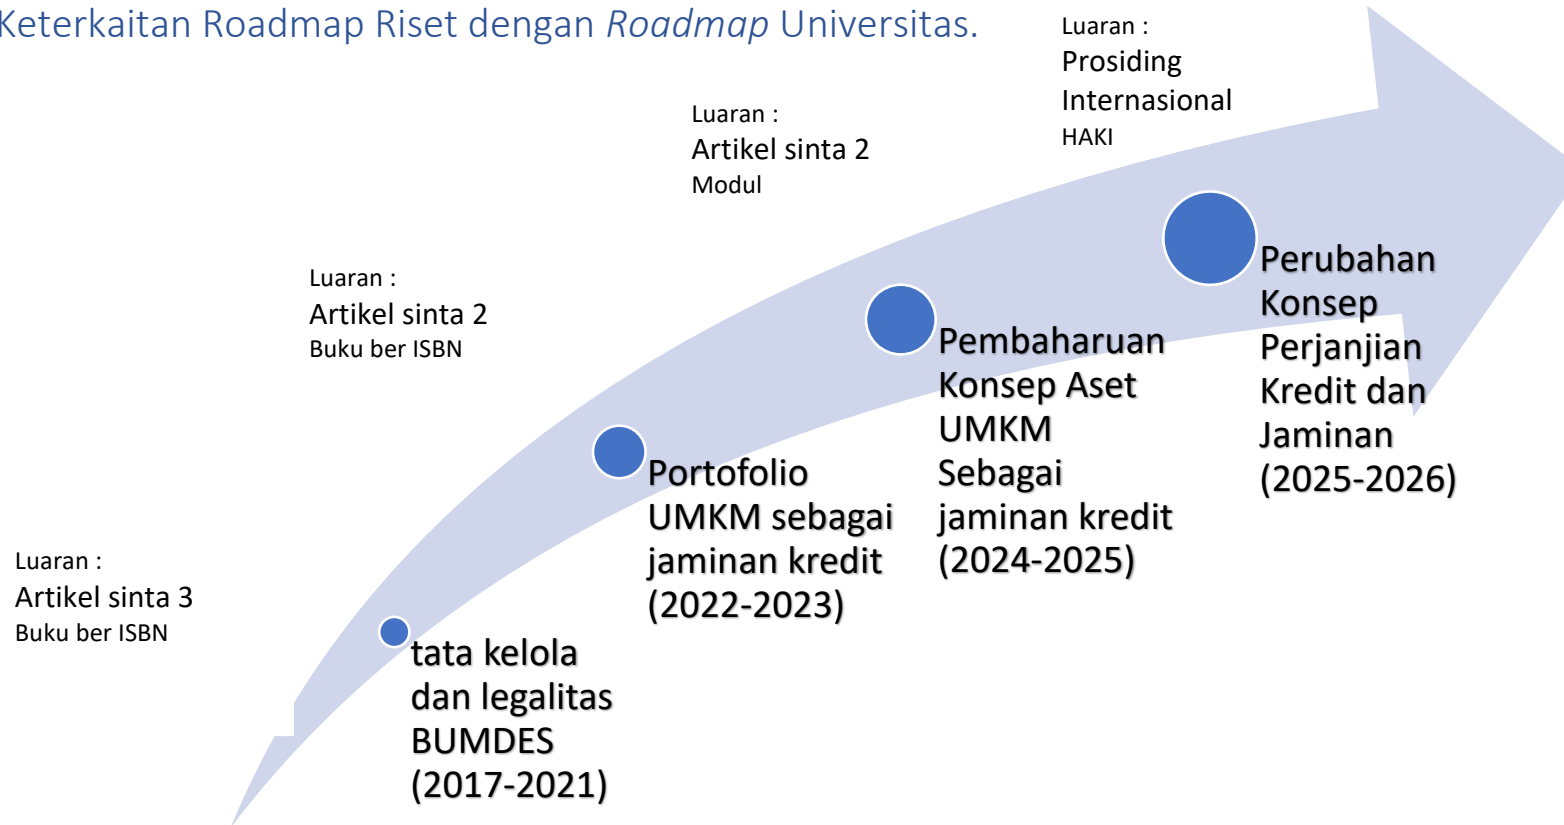 Keterkaitan Roadmap Riset dengan Roadmap Universitas.
Luaran :
Artikel sinta 3
Buku ber ISBN
tata kelola
dan legalitas
BUMDES
(2017-2021)
Luaran :
Artikel sinta 2
Buku ber ISBN
Portofolio
UMKM sebagai
jaminan kredit
(2022-2023)
Luaran :
Artikel sinta 2
Modul
Pembaharuan
Konsep Aset
UMKM
Sebagai
jaminan kredit
(2024-2025)
Luaran :
Prosiding
Internasional
HAKI
Perubahan
Konsep
Perjanjian
Kredit dan
Jaminan
(2025-2026)